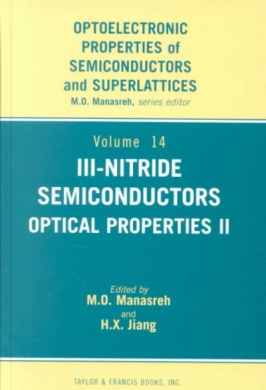 OPTOELECTRONIC
PROPERTIES of
SEMICONDUCTORS
and SUPERLATTICES
M.O. Manasreh, series editor
Volume 14
III-NITRIDE
SEMICONDUCTORS
OPTICAL PROPERTIES II
Edited by
M.O. Manasreh
and
H.X. Jiang
TAYLOR & FRANCIS BOOKS, INC.